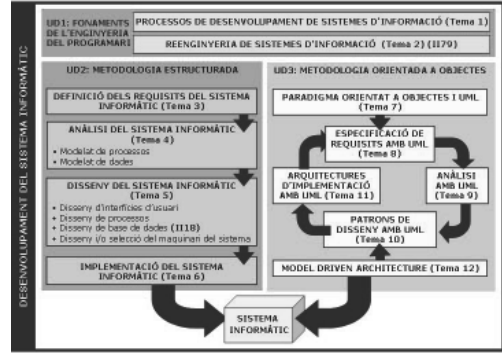 DESENVOLUPAMENT DEL SISTEMA INFORMÀTIC
UD1: FONAMENTS
DE L'ENGINYERIA
DEL PROGRAMARI
PROCESSOS DE DESENVOLUPAMENT DE SISTEMES D'INFORMACIÓ (Tema 1)
REENGINYERIA DE SISTEMES D'INFORMACIÓ (Tema 2) (II79)
UD2: METODOLOGIA ESTRUCTURADA
DEFINICIÓ DELS REQUISITS DEL SISTEMA
INFORMÀTIC (Tema 3)
ANÀLISI DEL SISTEMA INFORMÀTIC
(Tema 4)
• Modelat de processos
• Modelat de dades
DISSENY DEL SISTEMA INFORMÀTIC
(Tema 5)
• Disseny d'interfícies d'usuari
• Disseny de processos
• Disseny de base de dades (II18)
• Disseny i/o selecció del maquinari del sistema
IMPLEMENTACIÓ DEL SISTEMA
INFORMÀTIC (Tema 6)
UD3: METODOLOGIA ORIENTADA A OBJECTES
PARADIGMA ORIENTAT A OBJECTES I UML
(Tema 7)
ESPECIFICACIÓ DE
REQUISITS AMB UML
(Tema 8)
ARQUITECTURES
D'IMPLEMENTACIÓ
AMB UML (Tema 11)
ANÀLISI
AMB UML
(Tema 9)
PATRONS DE
DISSENY AMB UML
(Tema 10)
MODEL DRIVEN ARCHITECTURE (Tema 12)
SISTEMA
INFORMÀTIC